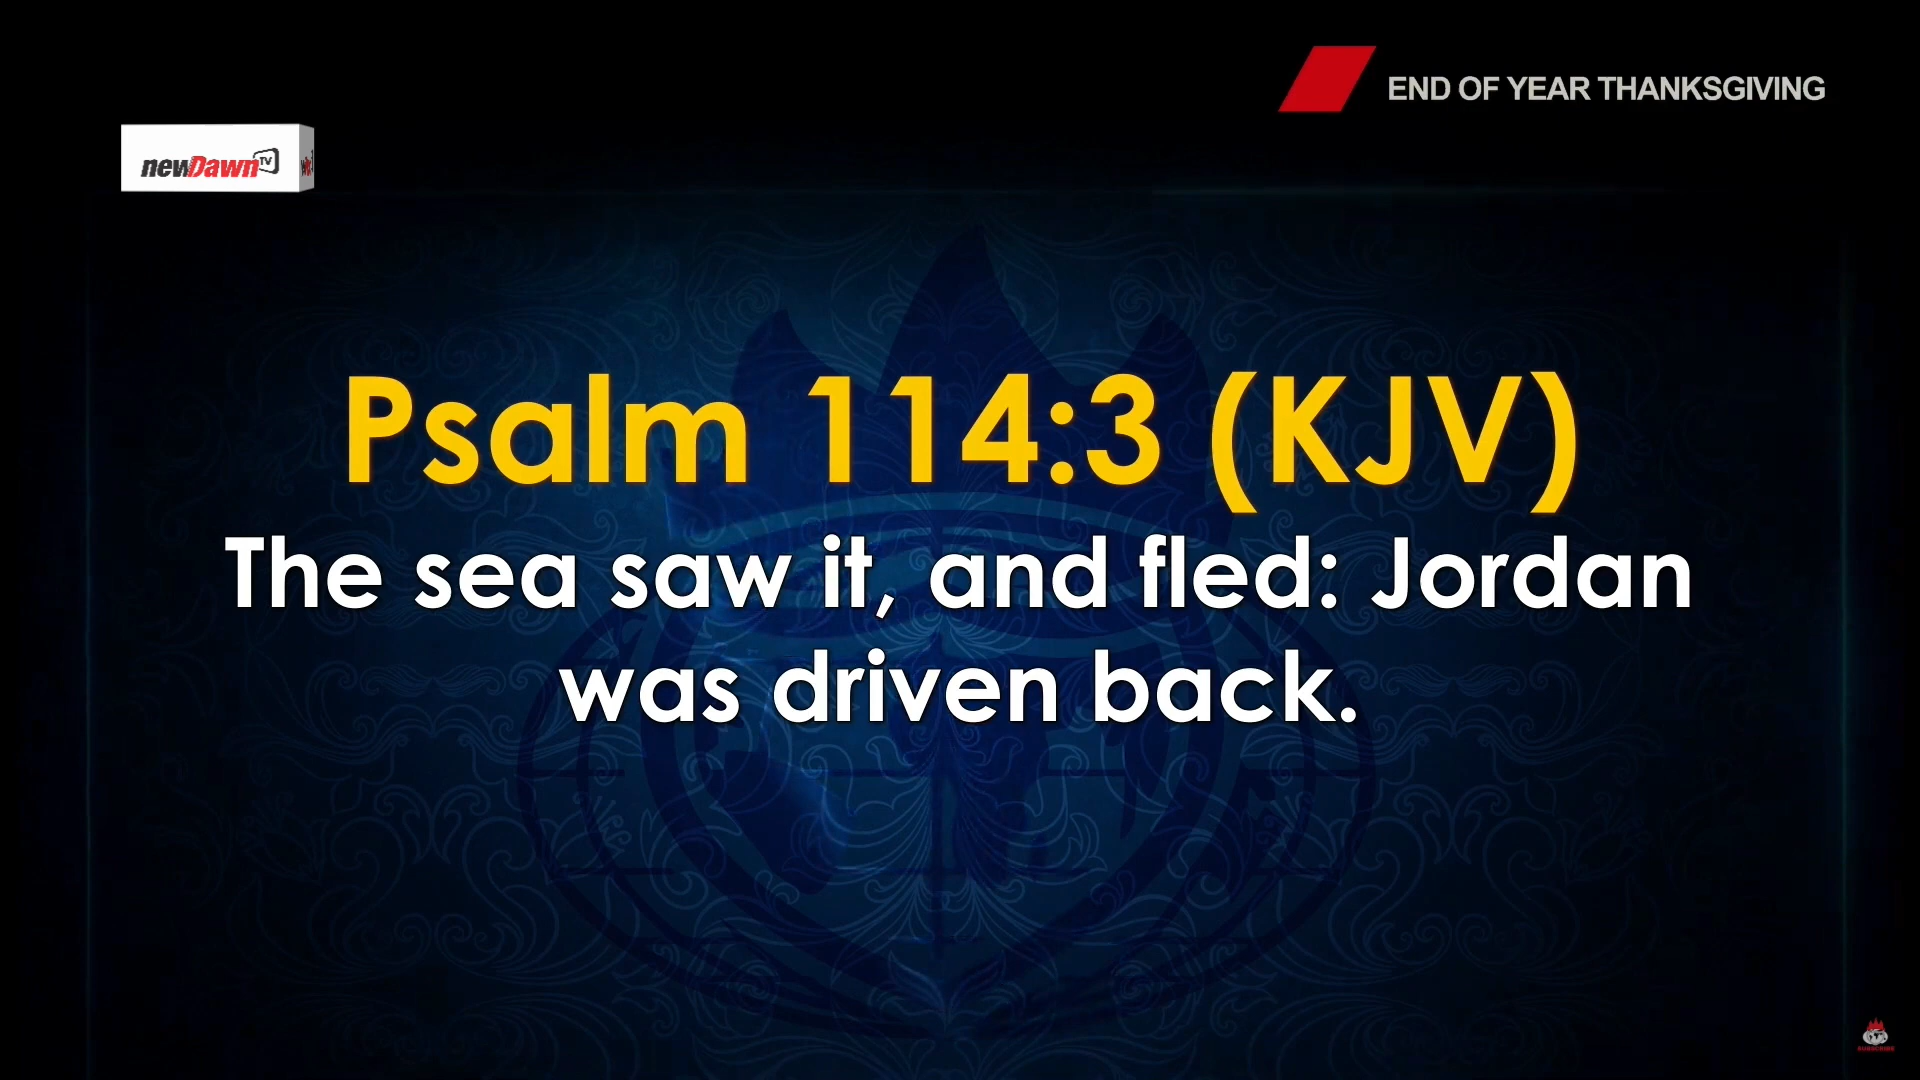 END OF YEAR THANKSGIVING
newDawn TV
Psalm 114:3 (KJV)
The sea saw it, and fled: Jordan
was driven back.
SUBSCRIBE